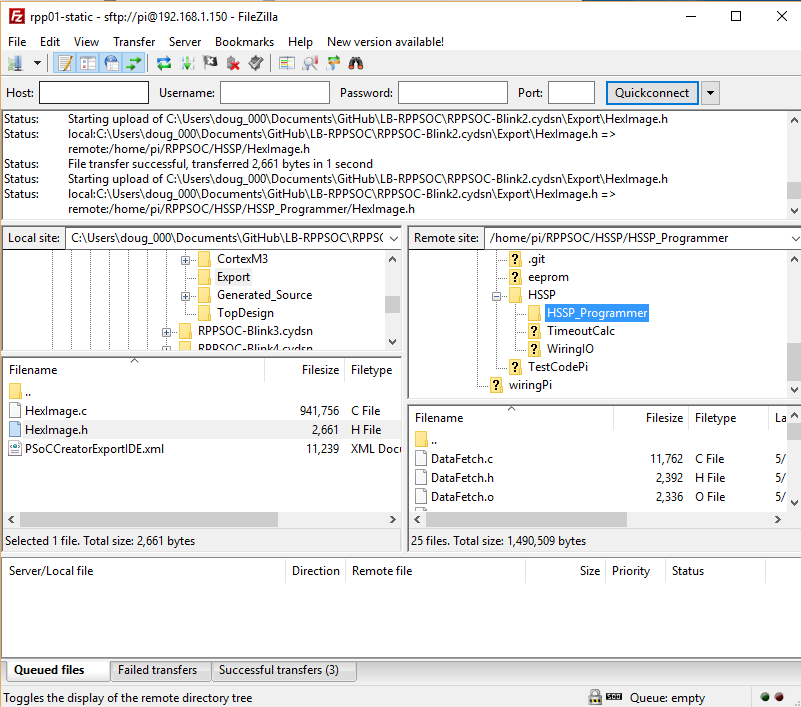 rpp01-static - sftp://pi@192.168.1.150 - FileZilla
File Edit View Transfer Server Bookmarks Help New version available!
Host: Username: Password: Port: Quickconnect
Status: Starting upload of C:\Users\doug_000\Documents\GitHub\LB-RPPSOC\RPPSOC-Blink2.cydsn\Export\HexImage.h
Status: local:C:\Users\doug_000\Documents\GitHub\LB-RPPSOC\RPPSOC-Blink2.cydsn\Export\HexImage.h =>
remote:/home/pi/RPPSOC/HSSP/HexImage.h
Status: File transfer successful, transferred 2,661 bytes in 1 second
Status: Starting upload of C:\Users\doug_000\Documents\GitHub\LB-RPPSOC\RPPSOC-Blink2.cydsn\Export\HexImage.h
Status: local:C:\Users\doug_000\Documents\GitHub\LB-RPPSOC\RPPSOC-Blink2.cydsn\Export\HexImage.h =>
remote:/home/pi/RPPSOC/HSSP/HSSP_Programmer/HexImage.h
Local site: C:\Users\doug_000\Documents\GitHub\LB-RPPSOC\RPPSC
CortexM3
Export
Generated_Source
TopDesign
RPPSOC-Blink3.cydsn
RPPSOC-Blink4.cydsn
Filename Filesize Filetype
..
HexImage.c 941,756 C File
HexImage.h 2,661 H File
PSoCCreatorExportIDE.xml 11,239 XML Docu
Selected 1 file. Total size: 2,661 bytes
Remote site: /home/pi/RPPSOC/HSSP/HSSP_Programmer
.git
eeprom
HSSP
HSSP_Programmer
TimeoutCalc
WiringIO
TestCodePi
wiringPi
Filename Filesize Filetype La
..
DataFetch.c 11,762 C File 5/
DataFetch.h 2,392 H File 5/
DataFetch.o 2,336 O File 5/
25 files. Total size: 1,490,509 bytes
Server/Local file Direction Remote file Size Priority Status
Queued files Failed transfers Successful transfers (3)
Toggles the display of the remote directory tree Queue: empty